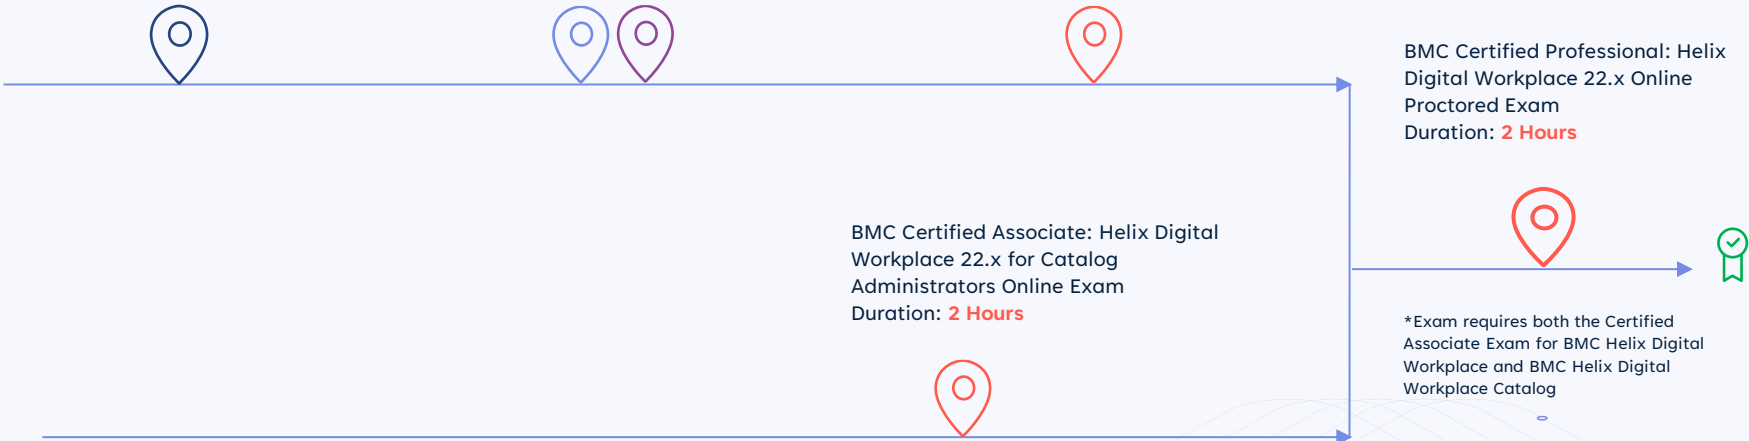 BMC Certified Professional: Helix
Digital Workplace 22.x Online
Proctored Exam
Duration: 2 Hours
BMC Certified Associate: Helix Digital
Workplace 22.x for Catalog
Administrators Online Exam
Duration: 2 Hours
*Exam requires both the Certified
Associate Exam for BMC Helix Digital
Workplace and BMC Helix Digital
Workplace Catalog